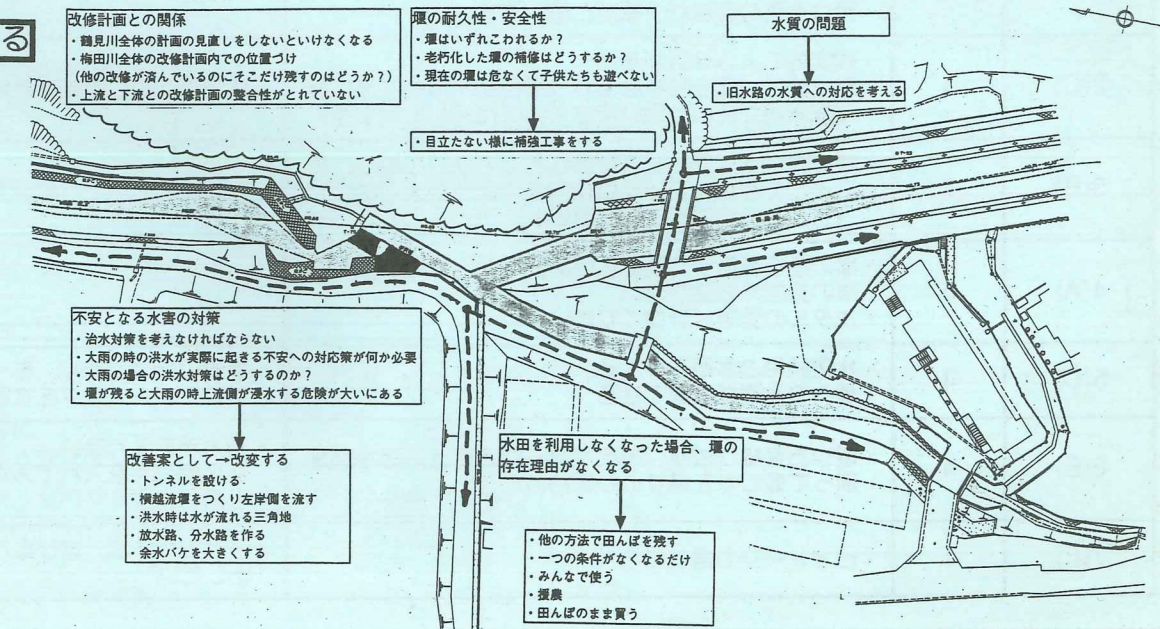 る
改修計画との関係
・鶴見川全体の計画の見直しをしないといけなくなる
・梅田川全体の改修計画内での位置づけ
(他の改修が済んでいるのにそこだけ残すのはどうか?)
・上流と下流との改修計画の整合性がとれていない
堰の耐久性・安全性
・堰はいずれこわれるか?
・老朽化した堰の補修はどうするか?
・現在の堰は危なくて子供たちも遊べない
・目立たない様に補強工事をする
水質の問題
・旧水路の水質への対応を考える
不安となる水害の対策
・治水対策を考えなければならない
・大雨の時の洪水が実際に起きる不安への対応策が何か必要
・大雨の場合の洪水対策はどうするのか?
・堰が残ると大雨の時上流側が浸水する危険が大いにある
改善案として→改変する
・トンネルを設ける
・横越流堰をつくり左岸側を流す
・洪水時は水が流れる三角地
・放水路、分水路を作る
・余水バケを大きくする
水田を利用しなくなった場合、堰の
存在理由がなくなる
・他の方法で田んぼを残す
・一つの条件がなくなるだけ
・みんなで使う
・援農
・田んぼのまま買う